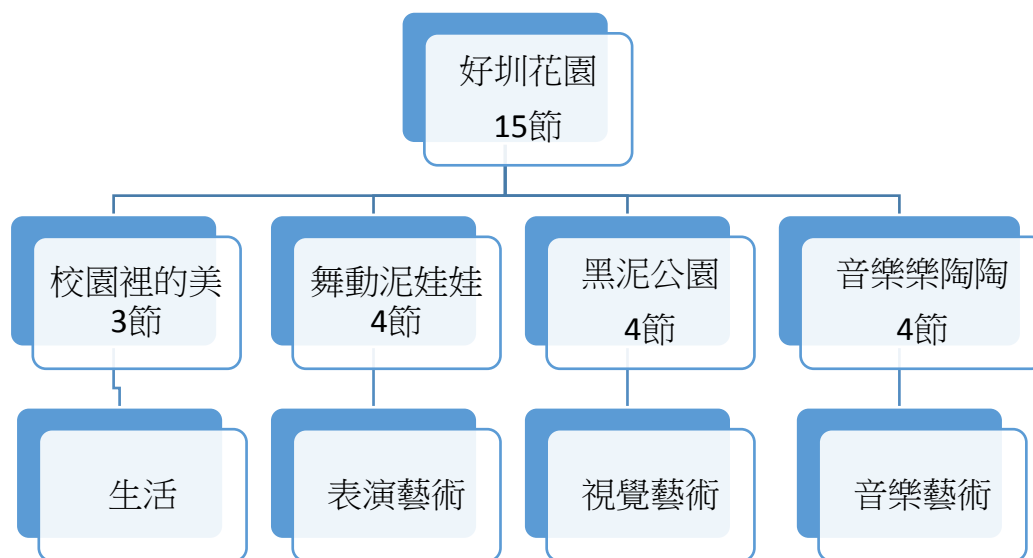 好圳花園
15節
校園裡的美
3節
舞動泥娃娃
4節
黑泥公園
4節
音樂樂陶陶
4節
生活
表演藝術
視覺藝術
音樂藝術